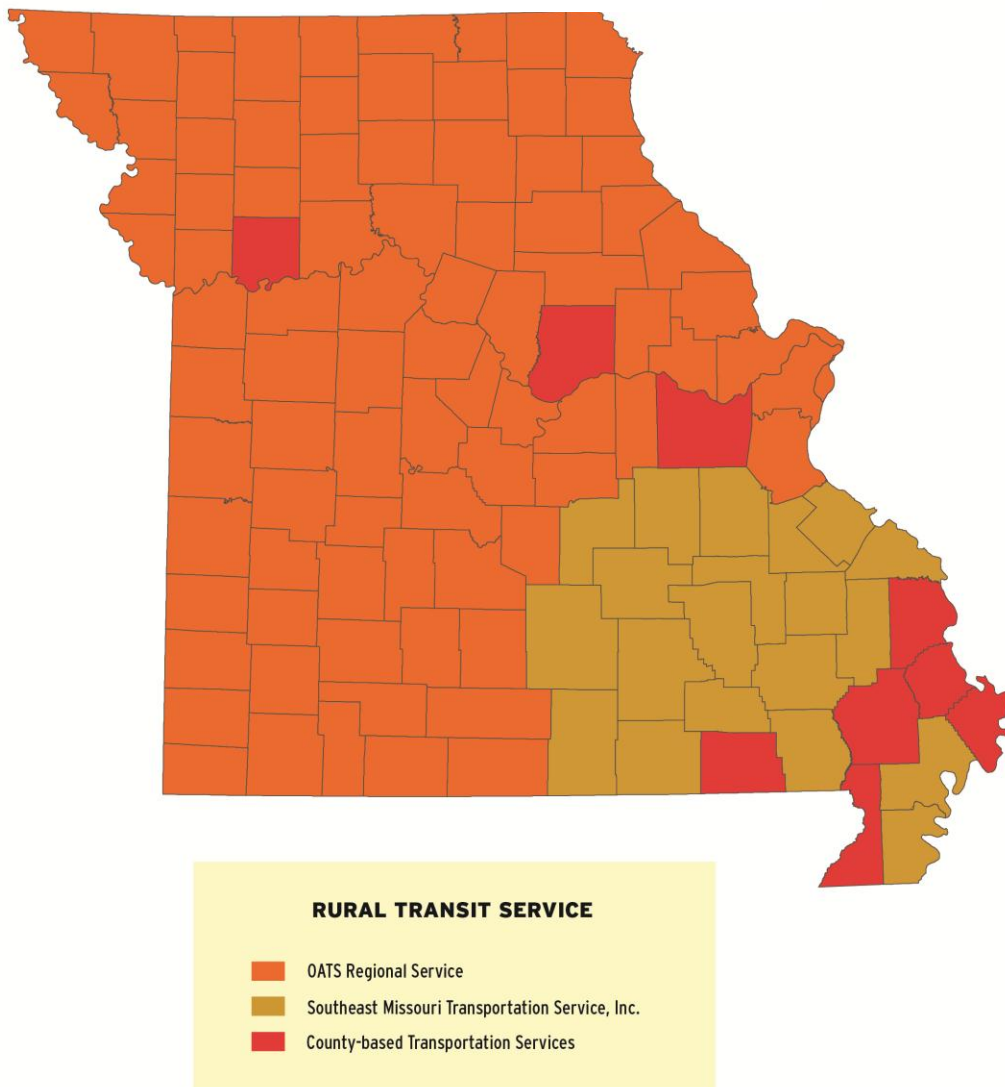 RURAL TRANSIT SERVICE
OATS Regional Service
Southeast Missouri Transportation Service, Inc.
County-based Transportation Services